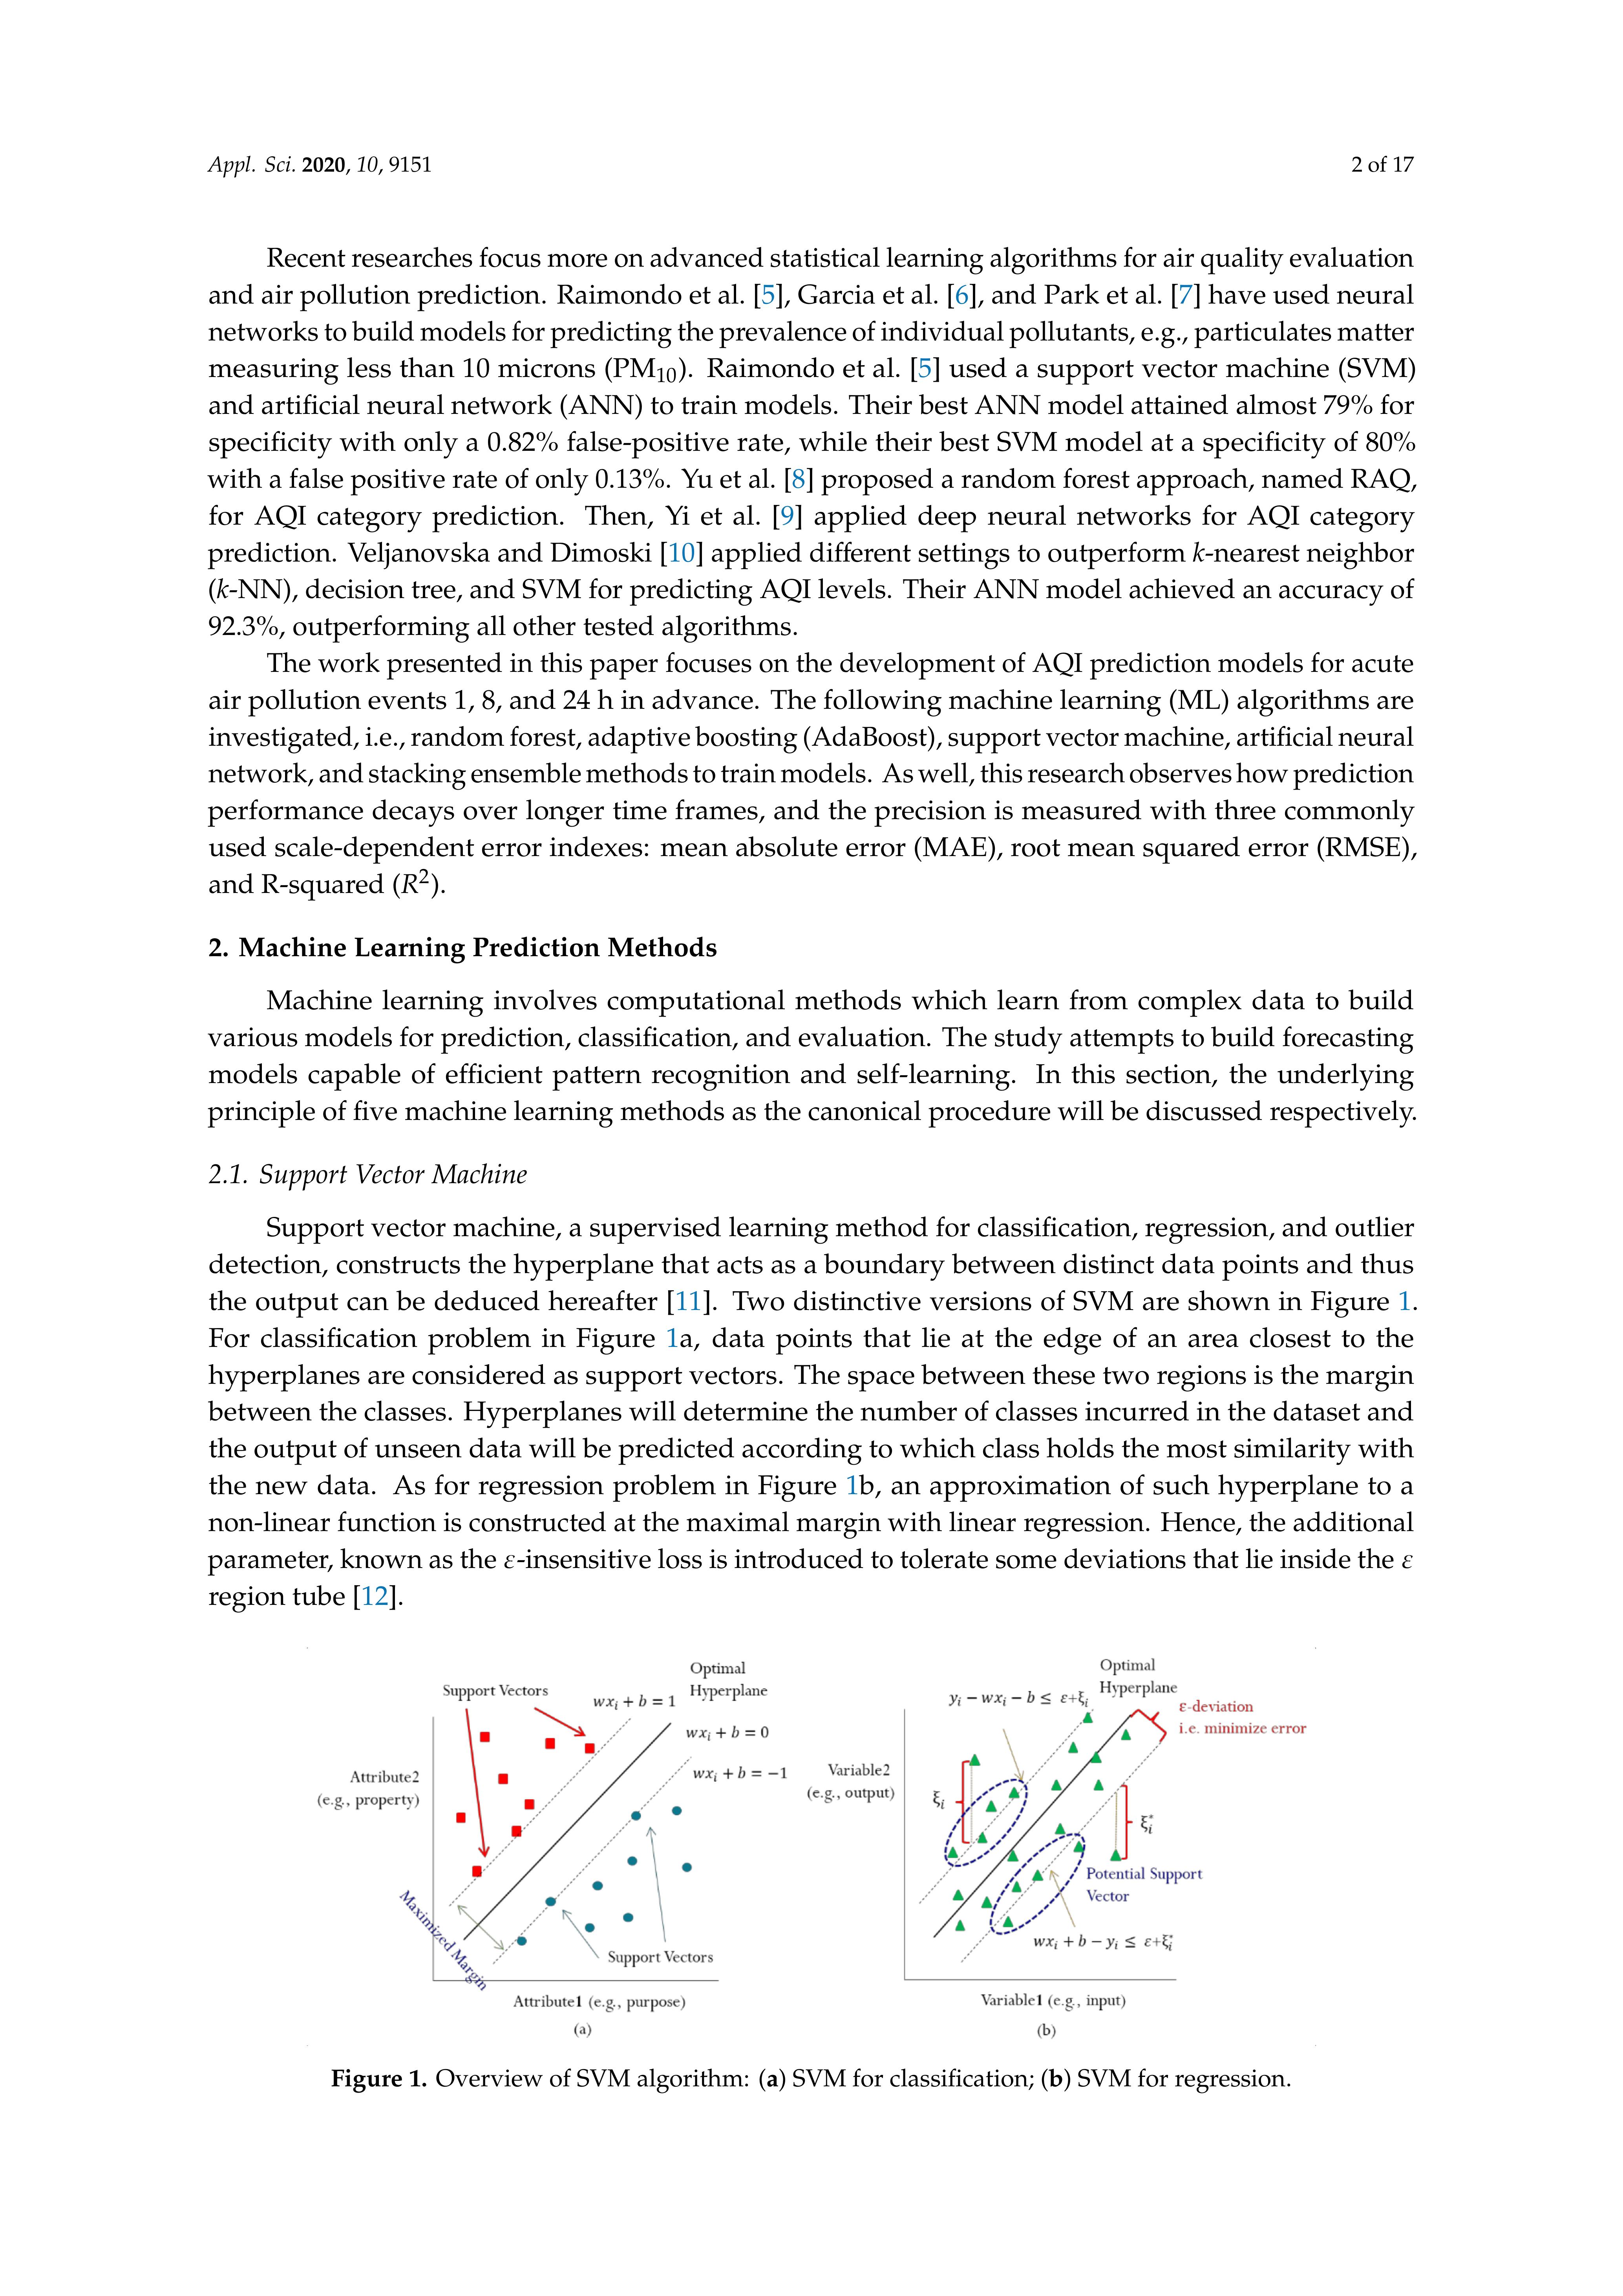 Appl. Sci. 2020, 10, 9151 2 of 17
Recent researches focus more on advanced statistical learning algorithms for air quality evaluation
and air pollution prediction. Raimondo et al. [5], Garcia et al. [6], and Park et al. [7] have used neural
networks to build models for predicting the prevalence of individual pollutants, e.g., particulates matter
measuring less than 10 microns (PM10). Raimondo et al. [5] used a support vector machine (SVM)
and artificial neural network (ANN) to train models. Their best ANN model attained almost 79% for
specificity with only a 0.82% false-positive rate, while their best SVM model at a specificity of 80%
with a false positive rate of only 0.13%. Yu et al. [8] proposed a random forest approach, named RAQ,
for AQI category prediction. Then, Yi et al. [9] applied deep neural networks for AQI category
prediction. Veljanovska and Dimoski [10] applied different settings to outperform k-nearest neighbor
(k-NN), decision tree, and SVM for predicting AQI levels. Their ANN model achieved an accuracy of
92.3%, outperforming all other tested algorithms.
The work presented in this paper focuses on the development of AQI prediction models for acute
air pollution events 1, 8, and 24 h in advance. The following machine learning (ML) algorithms are
investigated, i.e., random forest, adaptive boosting (AdaBoost), support vector machine, artificial neural
network, and stacking ensemble methods to train models. As well, this research observes how prediction
performance decays over longer time frames, and the precision is measured with three commonly
used scale-dependent error indexes: mean absolute error (MAE), root mean squared error (RMSE),
and R-squared (R²).
2. Machine Learning Prediction Methods
Machine learning involves computational methods which learn from complex data to build
various models for prediction, classification, and evaluation. The study attempts to build forecasting
models capable of efficient pattern recognition and self-learning. In this section, the underlying
principle of five machine learning methods as the canonical procedure will be discussed respectively.
2.1. Support Vector Machine
Support vector machine, a supervised learning method for classification, regression, and outlier
detection, constructs the hyperplane that acts as a boundary between distinct data points and thus
the output can be deduced hereafter [11]. Two distinctive versions of SVM are shown in Figure 1.
For classification problem in Figure 1a, data points that lie at the edge of an area closest to the
hyperplanes are considered as support vectors. The space between these two regions is the margin
between the classes. Hyperplanes will determine the number of classes incurred in the dataset and
the output of unseen data will be predicted according to which class holds the most similarity with
the new data. As for regression problem in Figure 1b, an approximation of such hyperplane to a
non-linear function is constructed at the maximal margin with linear regression. Hence, the additional
parameter, known as the ε-insensitive loss is introduced to tolerate some deviations that lie inside the ε
region tube [12].
Support Vectors
wxᵢ + b = 1
Optimal
Hyperplane
wxᵢ + b = 0
wxᵢ + b = −1
Attribute2
(e.g., property)
Maximized Margin
Support Vectors
Attribute1 (e.g., purpose)
(a)
yᵢ − wxᵢ − b ≤ ε+ξᵢ
Optimal
Hyperplane
ε-deviation
i.e. minimize error
Variable2
(e.g., output)
ξᵢ
ξᵢ*
Potential Support
Vector
wxᵢ + b − yᵢ ≤ ε+ξᵢ*
Variable1 (e.g., input)
(b)
Figure 1. Overview of SVM algorithm: (a) SVM for classification; (b) SVM for regression.